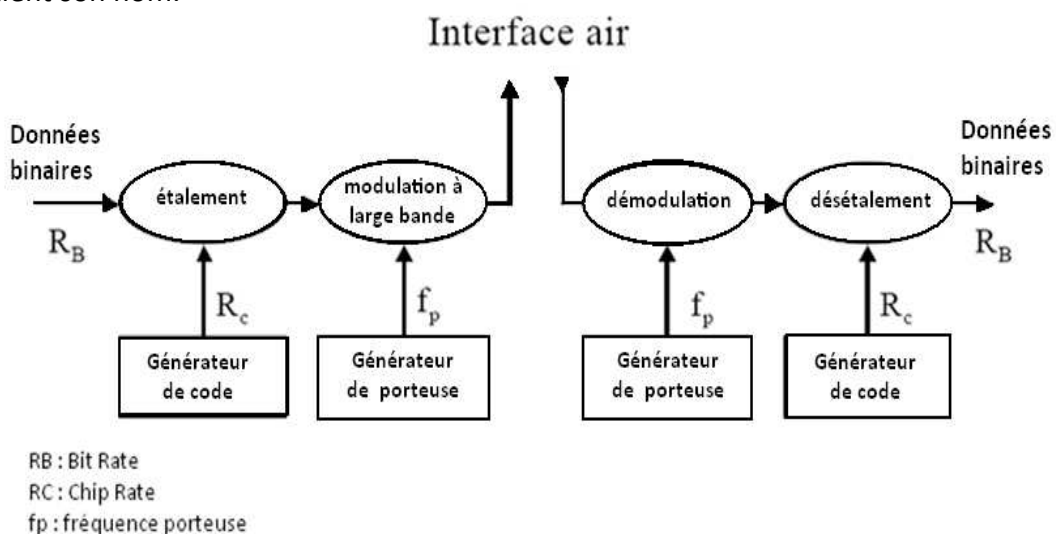 Interface air
Données
binaires
étalement
modulation à
large bande
démodulation
désétalement
Données
binaires
R_B
R_c
f_p
f_p
R_c
R_B
Générateur
de code
Générateur
de porteuse
Générateur
de porteuse
Générateur
de code
RB : Bit Rate
RC : Chip Rate
fp : fréquence porteuse